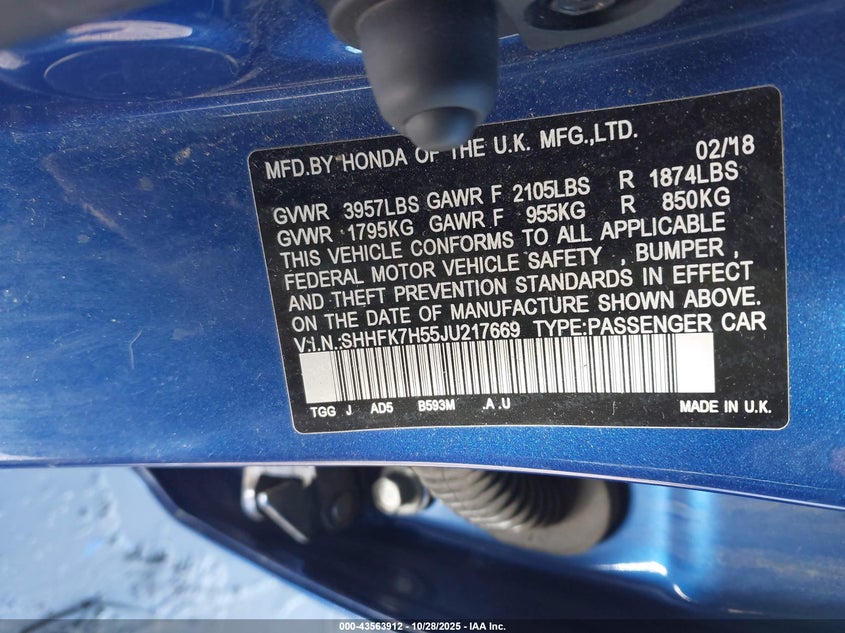 MFD.BY HONDA OF THE U.K. MFG.,LTD. 02/18
GVWR 3957LBS GAWR F 2105LBS R 1874LBS
GVWR 1795KG GAWR F 955KG R 850KG
THIS VEHICLE CONFORMS TO ALL APPLICABLE
FEDERAL MOTOR VEHICLE SAFETY , BUMPER ,
AND THEFT PREVENTION STANDARDS IN EFFECT
ON THE DATE OF MANUFACTURE SHOWN ABOVE.
V.I.N.:SHHFK7H55JU217669 TYPE:PASSENGER CAR
TGG J AD5 B593M .A .U MADE IN U.K.
000-43563912 - 10/28/2025 - IAA Inc.